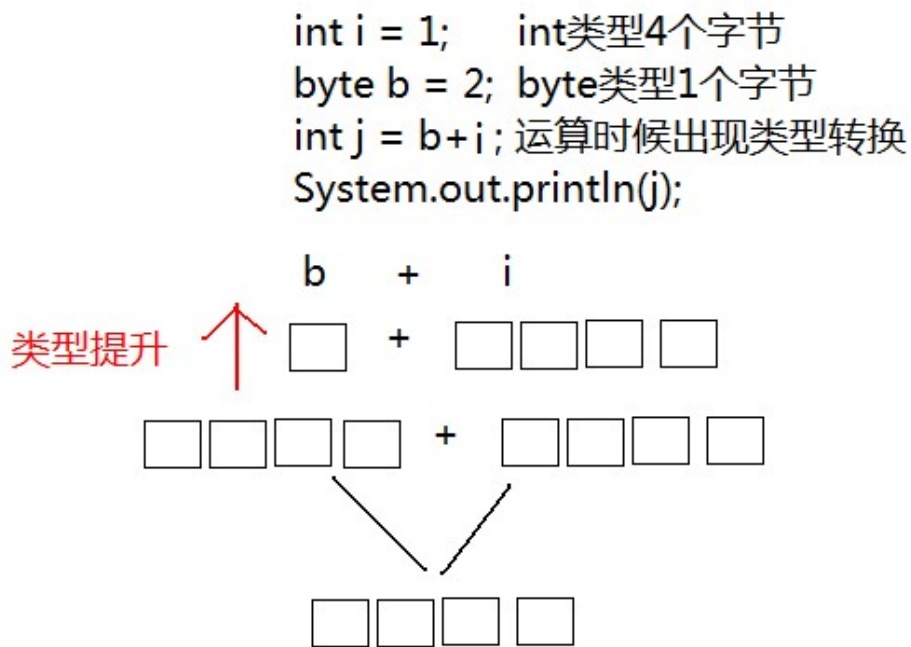 int i = 1; int类型4个字节
byte b = 2; byte类型1个字节
int j = b+i ; 运算时候出现类型转换
System.out.println(j);
b + i
类型提升 +
+